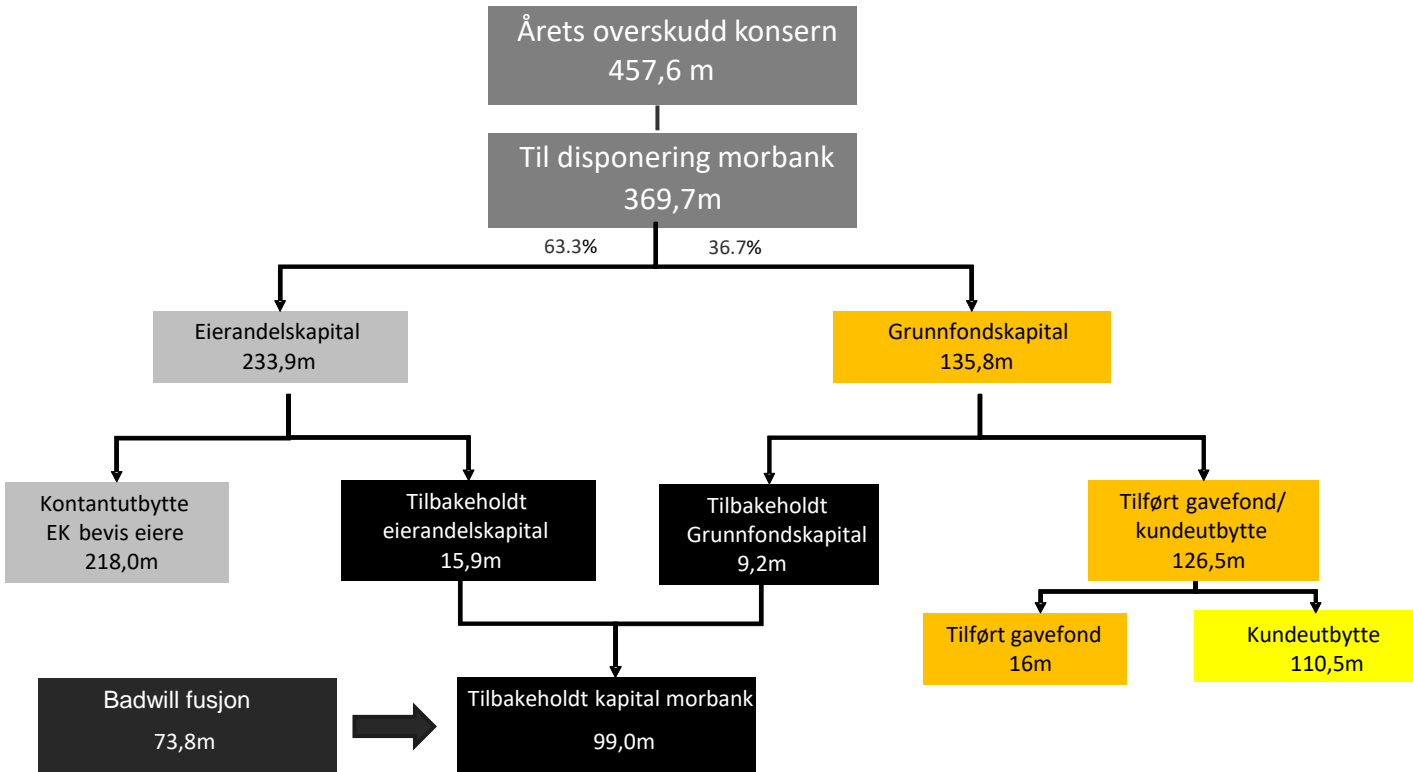 Årets overskudd konsern
457,6 m
Til disponering morbank
369,7m
63.3%
36.7%
Eierandelskapital
233,9m
Grunnfondskapital
135,8m
Kontantutbytte
EK bevis eiere
218,0m
Tilbakeholdt
eierandelskapital
15,9m
Tilbakeholdt
Grunnfondskapital
9,2m
Tilført gavefond/
kundeutbytte
126,5m
Tilført gavefond
16m
Kundeutbytte
110,5m
Badwill fusjon
73,8m
Tilbakeholdt kapital morbank
99,0m